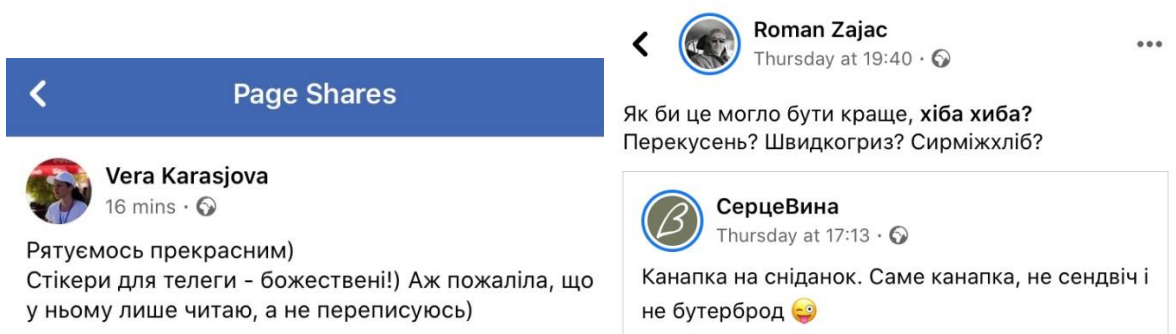 Page Shares
Vera Karasjova
16 mins ·
Рятуємось прекрасним)
Стікери для телеги - божествені!) Аж пожаліла, що
у ньому лише читаю, а не переписуюсь)
Roman Zajac
Thursday at 19:40 ·
Як би це могло бути краще, хіба хиба?
Перекусень? Швидкогриз? Сирміжхліб?
СерцеВина
Thursday at 17:13 ·
Канапка на сніданок. Саме канапка, не сендвіч і
не бутерброд 😜